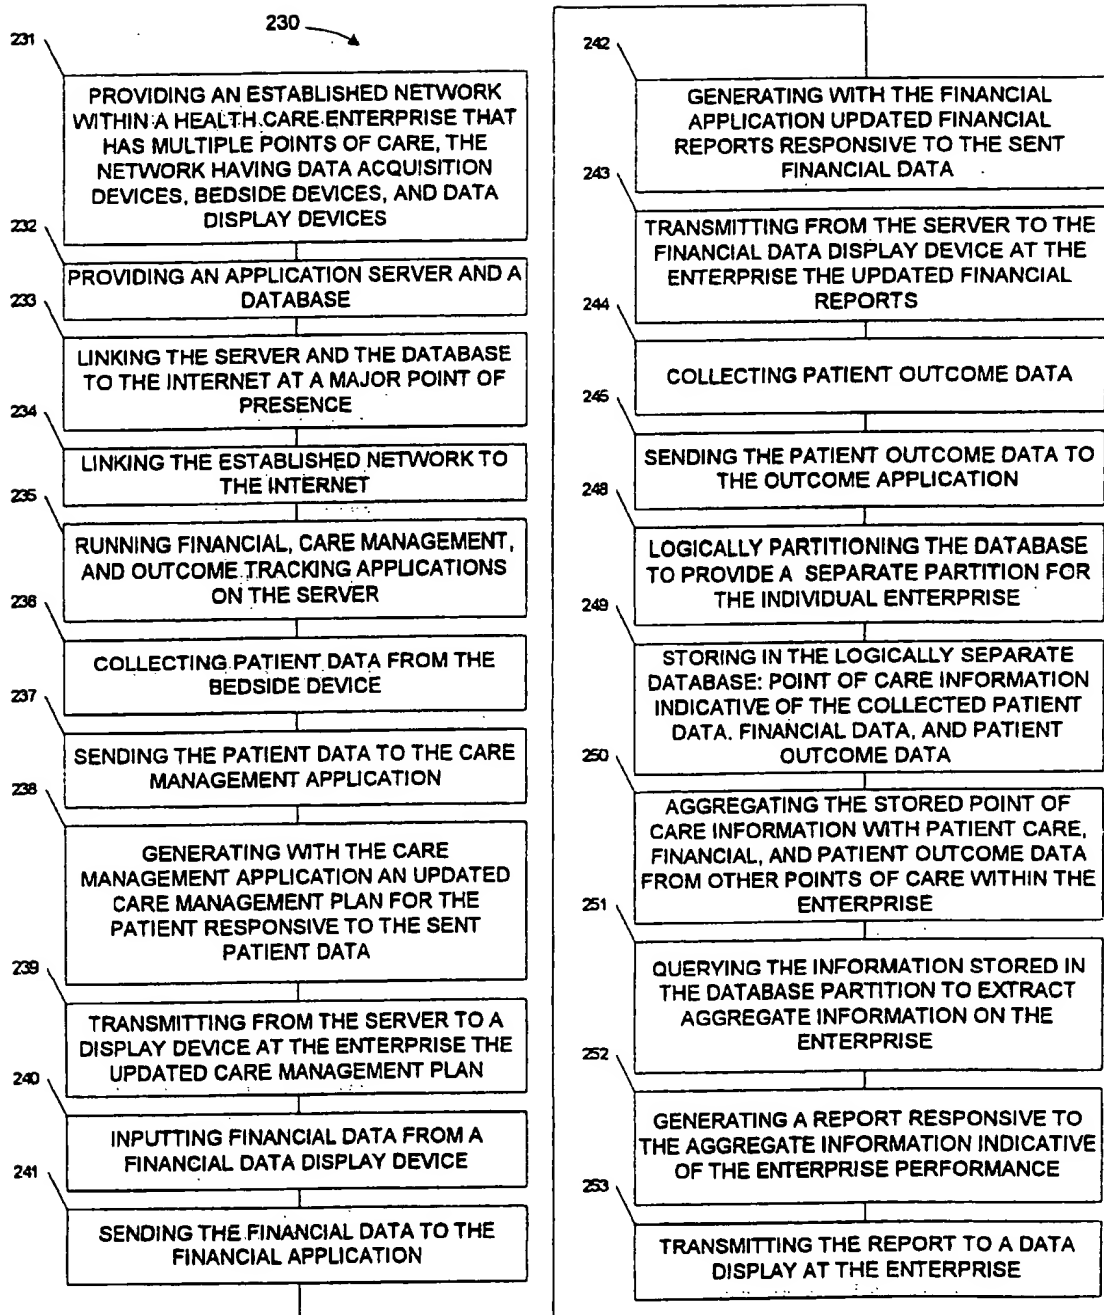 230
231
PROVIDING AN ESTABLISHED NETWORK
WITHIN A HEALTH CARE ENTERPRISE THAT
HAS MULTIPLE POINTS OF CARE, THE
NETWORK HAVING DATA ACQUISITION
DEVICES, BEDSIDE DEVICES, AND DATA
DISPLAY DEVICES
232
PROVIDING AN APPLICATION SERVER AND A
DATABASE
233
LINKING THE SERVER AND THE DATABASE
TO THE INTERNET AT A MAJOR POINT OF
PRESENCE
234
LINKING THE ESTABLISHED NETWORK TO
THE INTERNET
235
RUNNING FINANCIAL, CARE MANAGEMENT,
AND OUTCOME TRACKING APPLICATIONS
ON THE SERVER
236
COLLECTING PATIENT DATA FROM THE
BEDSIDE DEVICE
237
SENDING THE PATIENT DATA TO THE CARE
MANAGEMENT APPLICATION
238
GENERATING WITH THE CARE
MANAGEMENT APPLICATION AN UPDATED
CARE MANAGEMENT PLAN FOR THE
PATIENT RESPONSIVE TO THE SENT
PATIENT DATA
239
TRANSMITTING FROM THE SERVER TO A
DISPLAY DEVICE AT THE ENTERPRISE THE
UPDATED CARE MANAGEMENT PLAN
240
INPUTTING FINANCIAL DATA FROM A
FINANCIAL DATA DISPLAY DEVICE
241
SENDING THE FINANCIAL DATA TO THE
FINANCIAL APPLICATION
242
GENERATING WITH THE FINANCIAL
APPLICATION UPDATED FINANCIAL
REPORTS RESPONSIVE TO THE SENT
FINANCIAL DATA
243
TRANSMITTING FROM THE SERVER TO THE
FINANCIAL DATA DISPLAY DEVICE AT THE
ENTERPRISE THE UPDATED FINANCIAL
REPORTS
244
COLLECTING PATIENT OUTCOME DATA
245
SENDING THE PATIENT OUTCOME DATA TO
THE OUTCOME APPLICATION
248
LOGICALLY PARTITIONING THE DATABASE
TO PROVIDE A SEPARATE PARTITION FOR
THE INDIVIDUAL ENTERPRISE
249
STORING IN THE LOGICALLY SEPARATE
DATABASE: POINT OF CARE INFORMATION
INDICATIVE OF THE COLLECTED PATIENT
DATA. FINANCIAL DATA, AND PATIENT
OUTCOME DATA
250
AGGREGATING THE STORED POINT OF
CARE INFORMATION WITH PATIENT CARE,
FINANCIAL, AND PATIENT OUTCOME DATA
FROM OTHER POINTS OF CARE WITHIN THE
ENTERPRISE
251
QUERYING THE INFORMATION STORED IN
THE DATABASE PARTITION TO EXTRACT
AGGREGATE INFORMATION ON THE
ENTERPRISE
252
GENERATING A REPORT RESPONSIVE TO
THE AGGREGATE INFORMATION INDICATIVE
OF THE ENTERPRISE PERFORMANCE
253
TRANSMITTING THE REPORT TO A DATA
DISPLAY AT THE ENTERPRISE